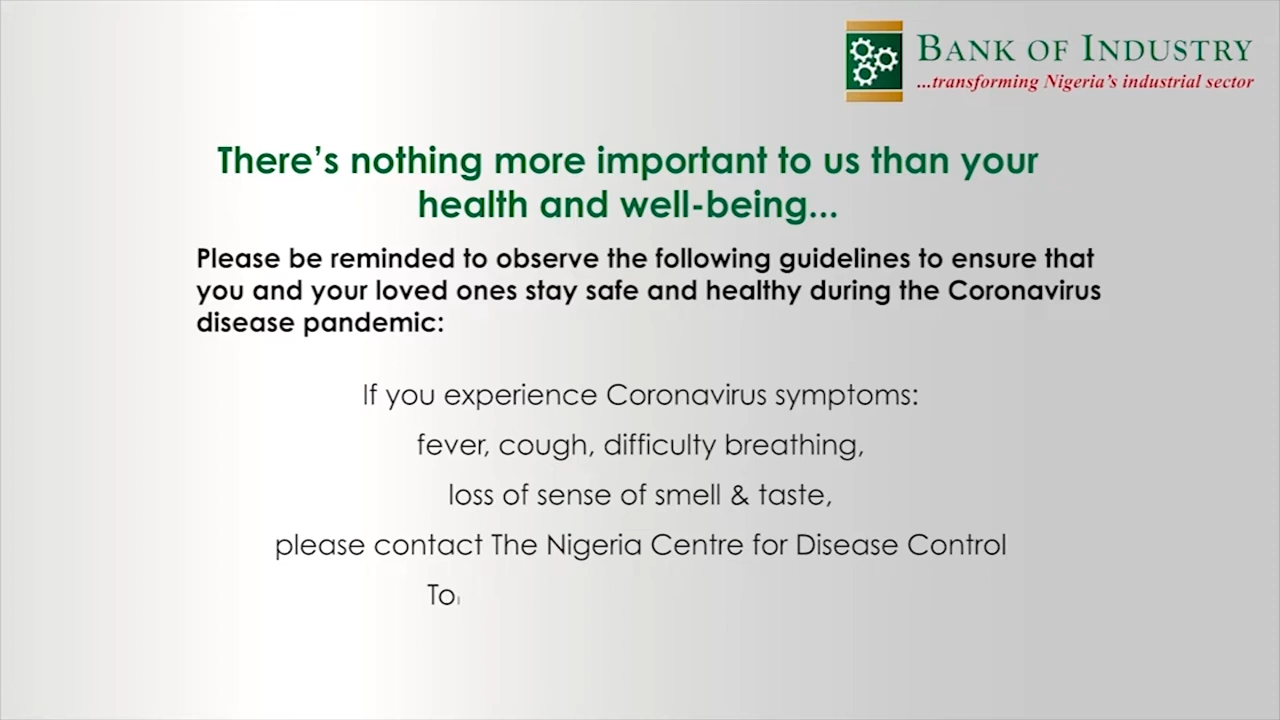 BANK OF INDUSTRY
...transforming Nigeria's industrial sector
There's nothing more important to us than your
health and well-being...
Please be reminded to observe the following guidelines to ensure that
you and your loved ones stay safe and healthy during the Coronavirus
disease pandemic:
If you experience Coronavirus symptoms:
fever, cough, difficulty breathing,
loss of sense of smell & taste,
please contact The Nigeria Centre for Disease Control
To